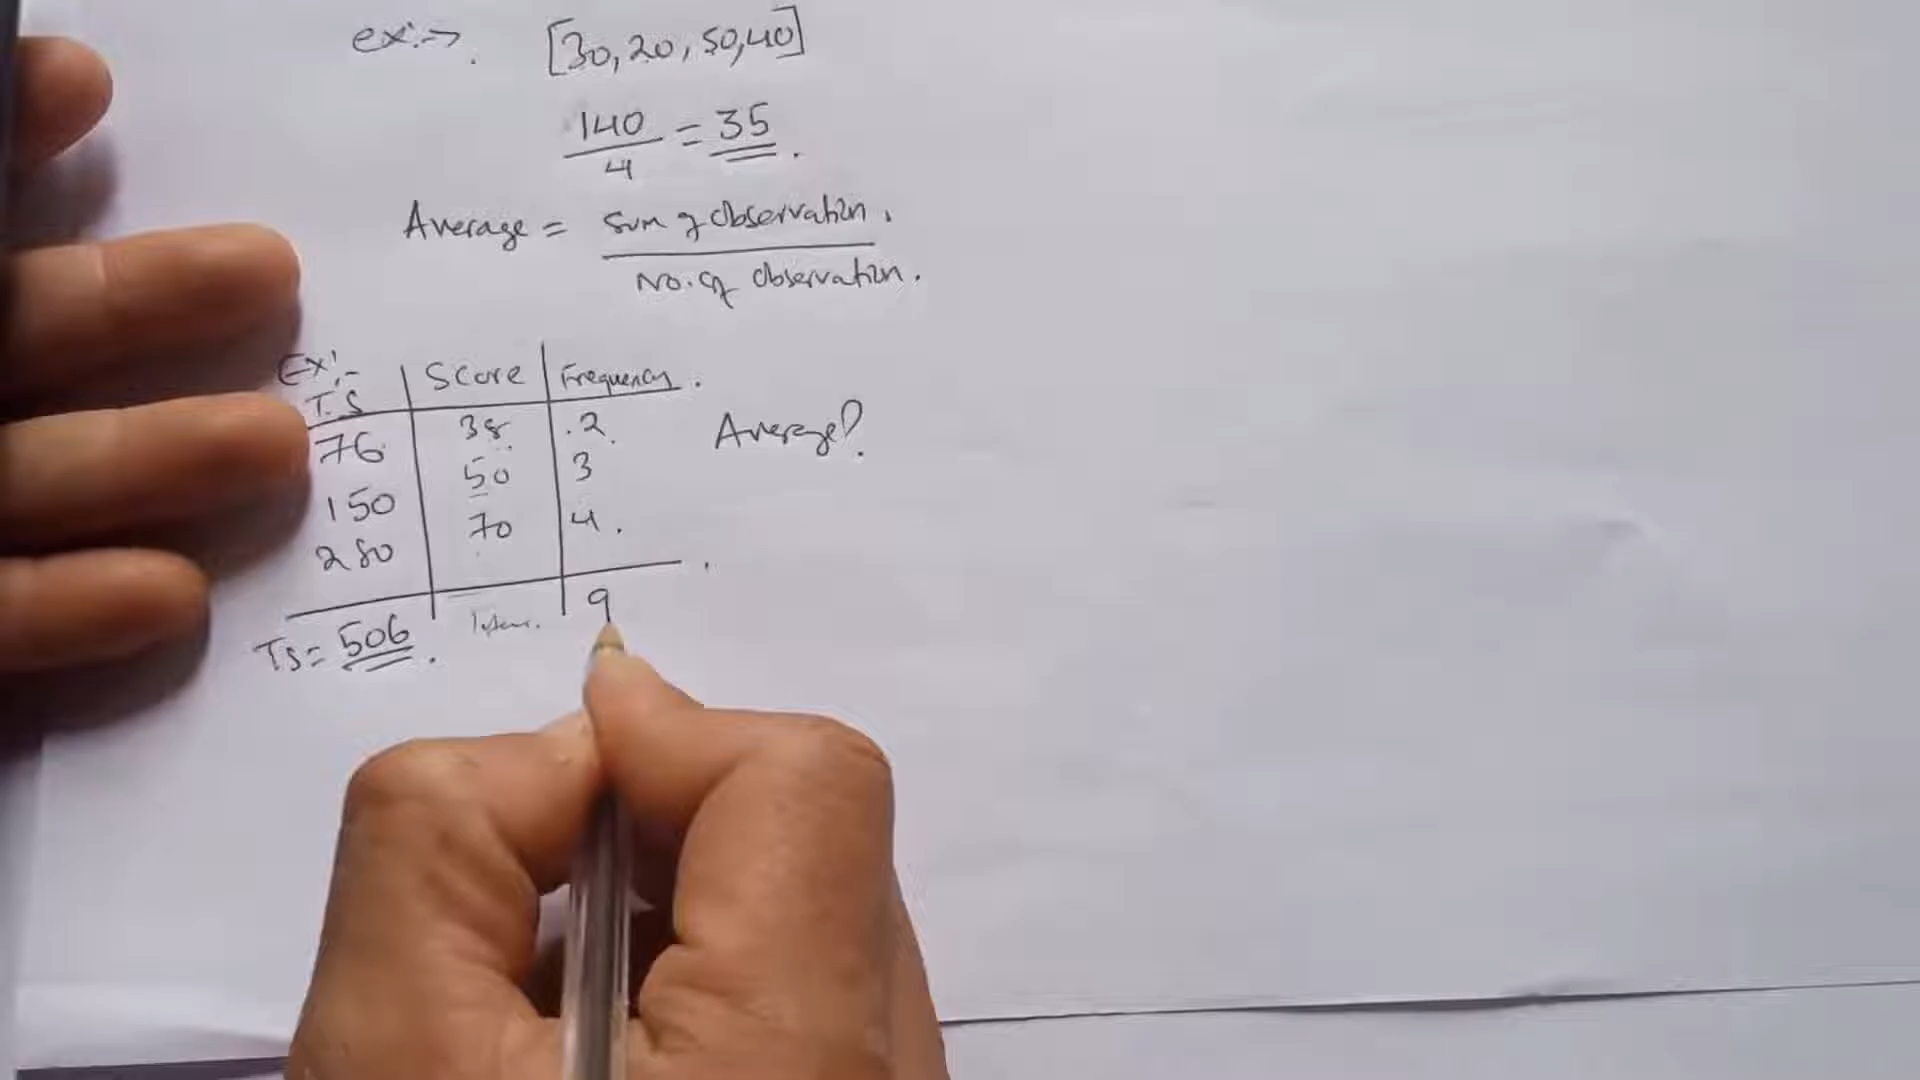 ex:→. [30, 20, 50, 40]
140
4
= 35.
Average = Sum of observation.
No. of observation.
Ex:-
T.S Score Frequency.
76 38 2
150 50 3
280 70 4.
Average?
9
TS = 506.